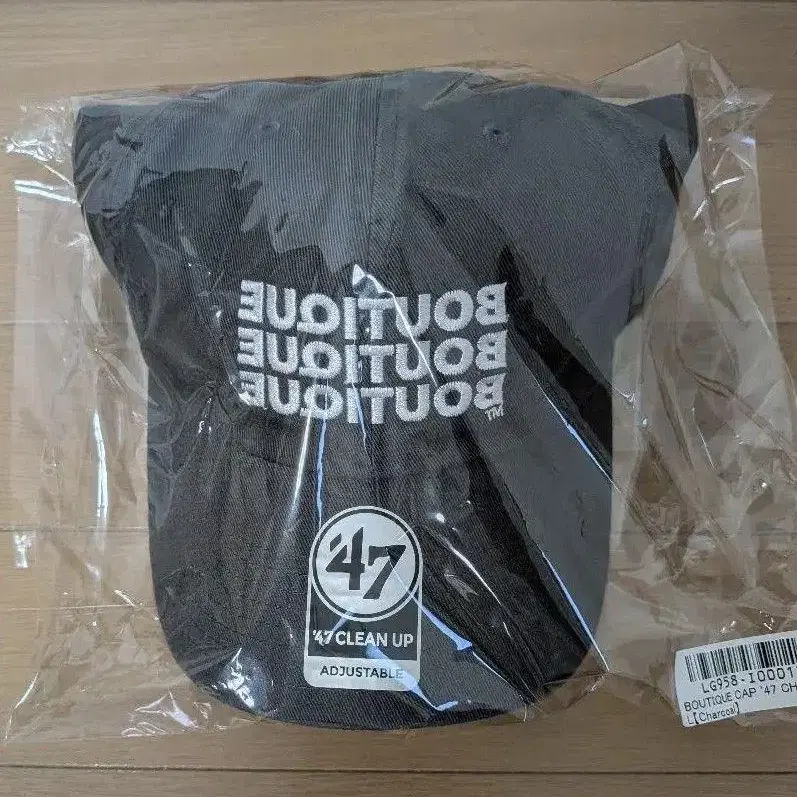 BOUTIQUE
BOUTIQUE
BOUTIQUE
TM
'47
'47 CLEAN UP
ADJUSTABLE
LG958-I0001
BOUTIQUE CAP '47 CH
L【Charcoal】